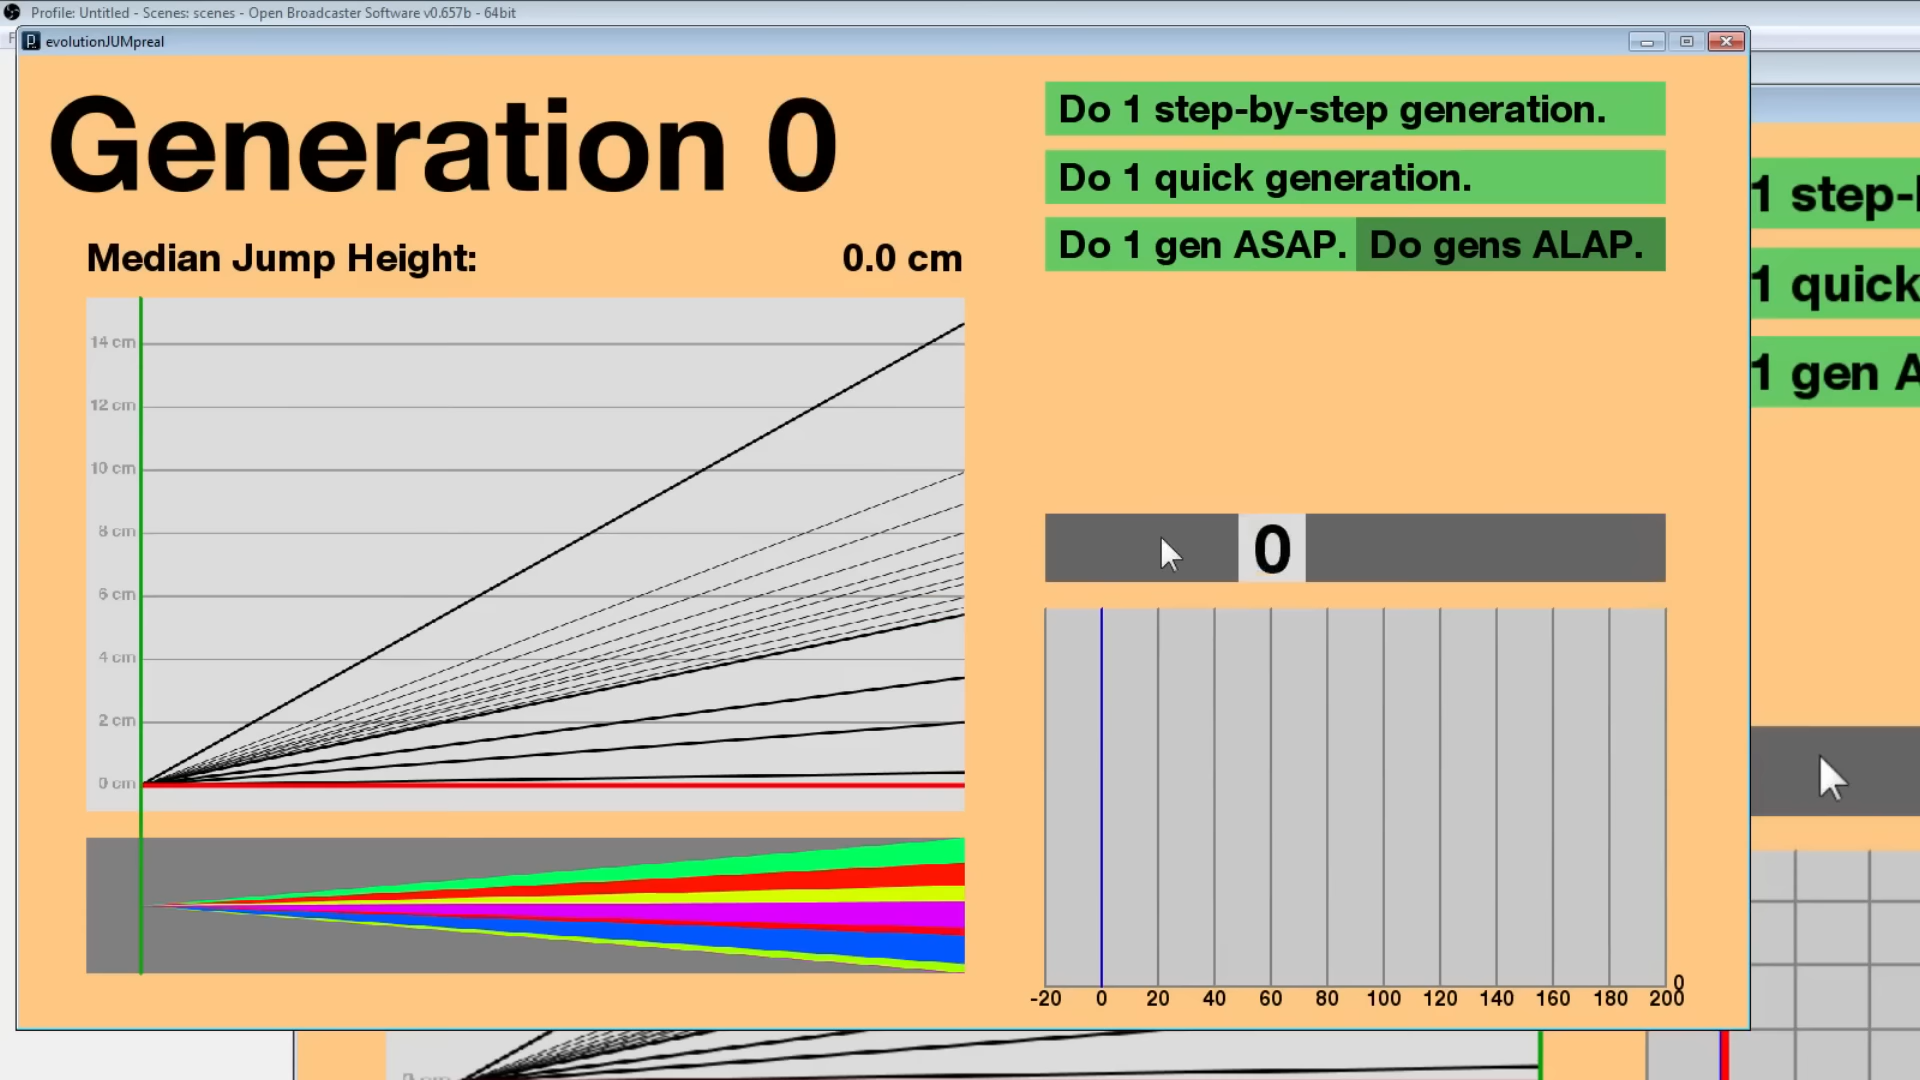 Profile: Untitled - Scenes: scenes - Open Broadcaster Software v0.657b - 64bit
evolutionJUMpreal
Generation 0
Median Jump Height: 0.0 cm
14 cm
12 cm
10 cm
8 cm
6 cm
4 cm
2 cm
0 cm
Do 1 step-by-step generation.
Do 1 quick generation.
Do 1 gen ASAP. Do gens ALAP.
0
0
-20 0 20 40 60 80 100 120 140 160 180 200
1 step-
1 quick
1 gen A